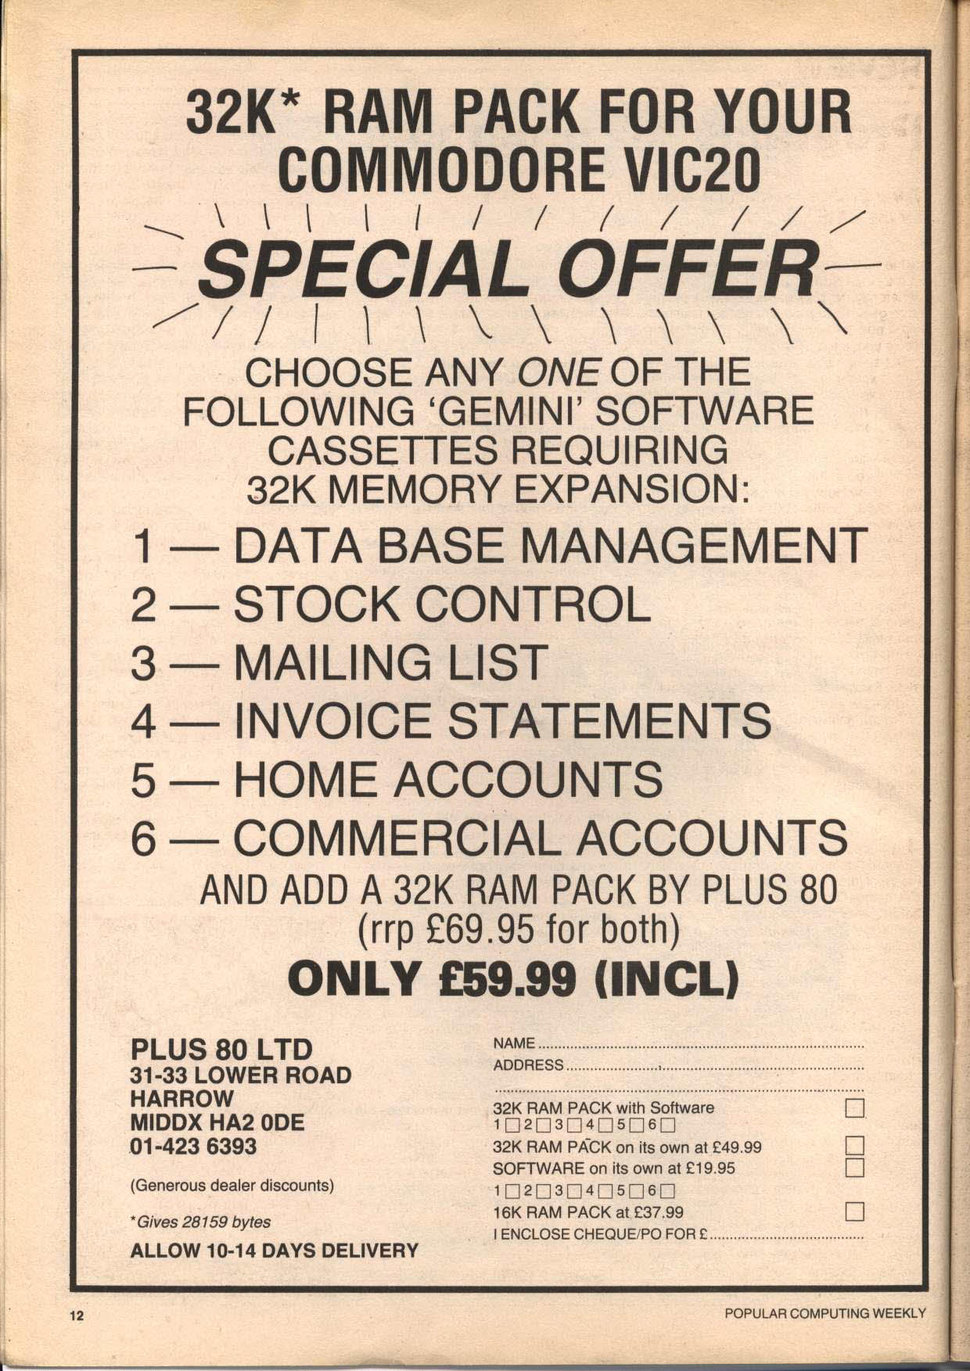 32K* RAM PACK FOR YOUR
COMMODORE VIC20
SPECIAL OFFER
CHOOSE ANY ONE OF THE
FOLLOWING ‘GEMINI’ SOFTWARE
CASSETTES REQUIRING
32K MEMORY EXPANSION:
1 — DATA BASE MANAGEMENT
2 — STOCK CONTROL
3 — MAILING LIST
4 — INVOICE STATEMENTS
5 — HOME ACCOUNTS
6 — COMMERCIAL ACCOUNTS
AND ADD A 32K RAM PACK BY PLUS 80
(rrp £69.95 for both)
ONLY £59.99 (INCL)
PLUS 80 LTD
31-33 LOWER ROAD
HARROW
MIDDX HA2 0DE
01-423 6393
(Generous dealer discounts)
*Gives 28159 bytes
ALLOW 10-14 DAYS DELIVERY
NAME
ADDRESS
32K RAM PACK with Software □
1 □ 2 □ 3 □ 4 □ 5 □ 6 □
32K RAM PACK on its own at £49.99 □
SOFTWARE on its own at £19.95 □
1 □ 2 □ 3 □ 4 □ 5 □ 6 □
16K RAM PACK at £37.99 □
I ENCLOSE CHEQUE/PO FOR £
12
POPULAR COMPUTING WEEKLY